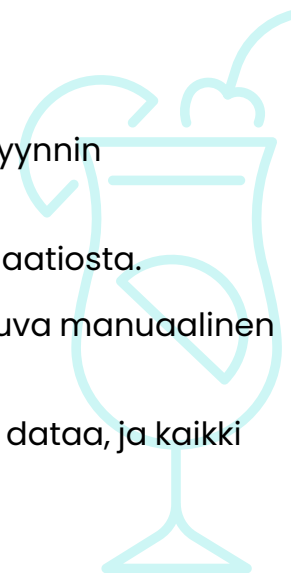 yynnin
aatiosta.
uva manuaalinen
dataa, ja kaikki